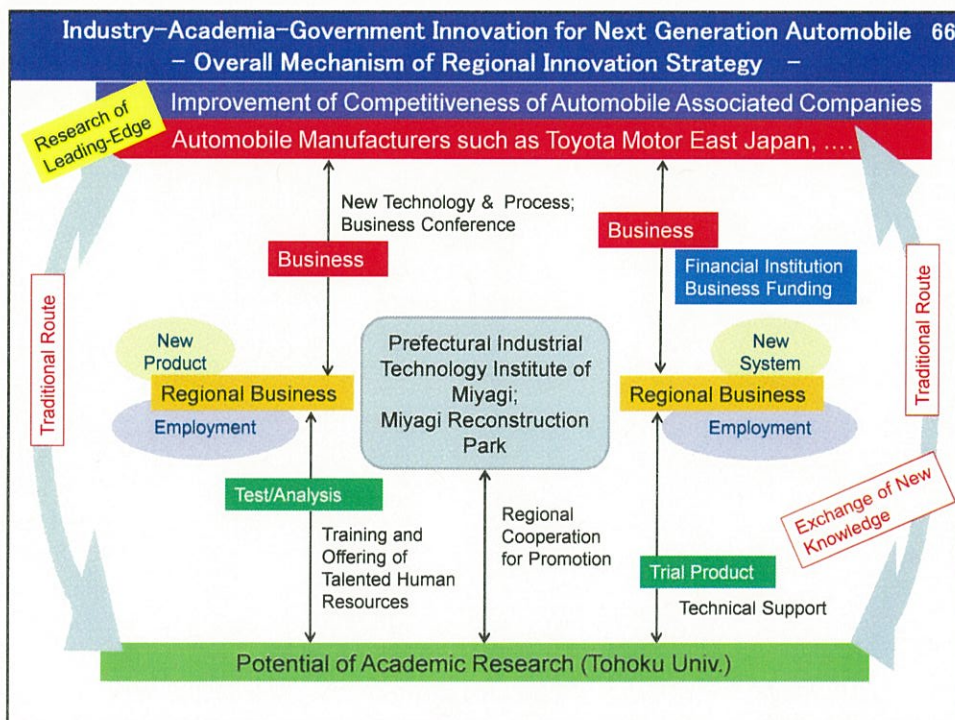 Industry-Academia-Government Innovation for Next Generation Automobile 66
- Overall Mechanism of Regional Innovation Strategy -
Research of
Leading-Edge
Improvement of Competitiveness of Automobile Associated Companies
Automobile Manufacturers such as Toyota Motor East Japan, ....
New Technology & Process;
Business Conference
Business
Business
Financial Institution
Business Funding
Traditional Route
Traditional Route
New
Product
Regional Business
Employment
Prefectural Industrial
Technology Institute of
Miyagi;
Miyagi Reconstruction
Park
New
System
Regional Business
Employment
Test/Analysis
Training and
Offering of
Talented Human
Resources
Regional
Cooperation
for Promotion
Exchange of New
Knowledge
Trial Product
Technical Support
Potential of Academic Research (Tohoku Univ.)